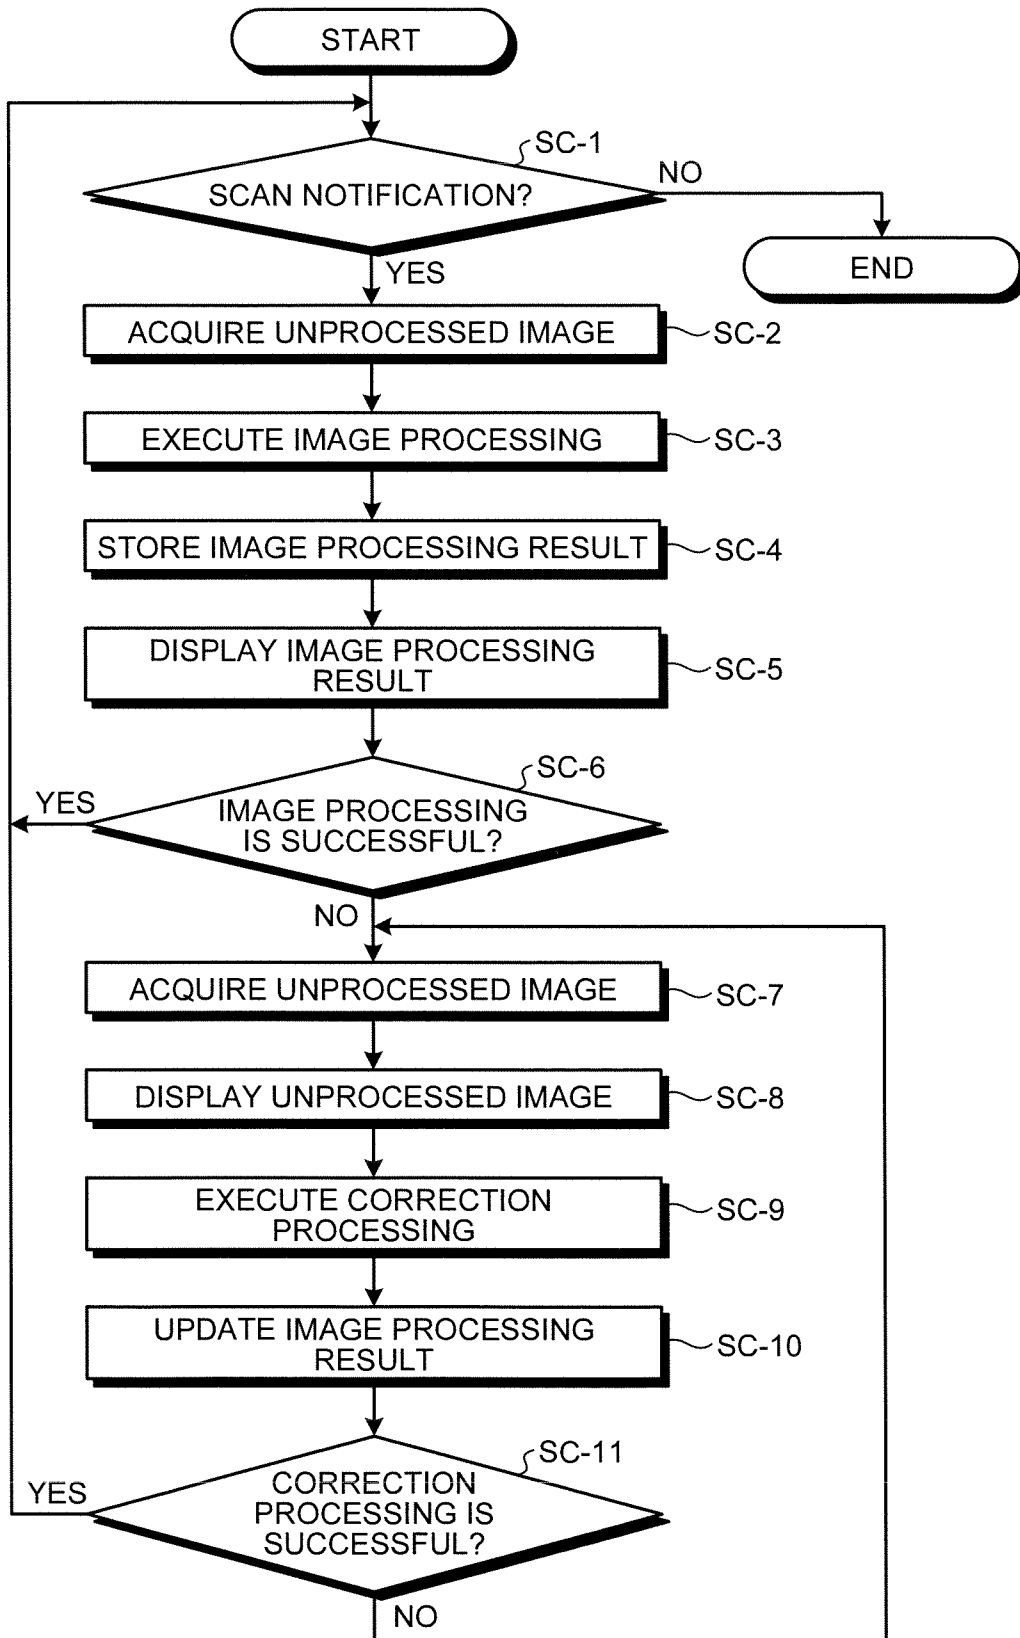 START
SC-1
SCAN NOTIFICATION?
NO
END
YES
ACQUIRE UNPROCESSED IMAGE
SC-2
EXECUTE IMAGE PROCESSING
SC-3
STORE IMAGE PROCESSING RESULT
SC-4
DISPLAY IMAGE PROCESSING
RESULT
SC-5
SC-6
YES
IMAGE PROCESSING
IS SUCCESSFUL?
NO
ACQUIRE UNPROCESSED IMAGE
SC-7
DISPLAY UNPROCESSED IMAGE
SC-8
EXECUTE CORRECTION
PROCESSING
SC-9
UPDATE IMAGE PROCESSING
RESULT
SC-10
SC-11
YES
CORRECTION
PROCESSING IS
SUCCESSFUL?
NO